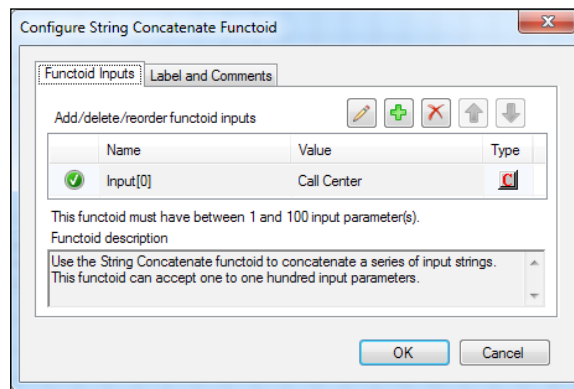 Configure String Concatenate Functoid
x
Functoid Inputs Label and Comments
Add/delete/reorder functoid inputs
Name Value Type
Input[0] Call Center C
This functoid must have between 1 and 100 input parameter(s).
Functoid description
Use the String Concatenate functoid to concatenate a series of input strings.
This functoid can accept one to one hundred input parameters.
OK Cancel